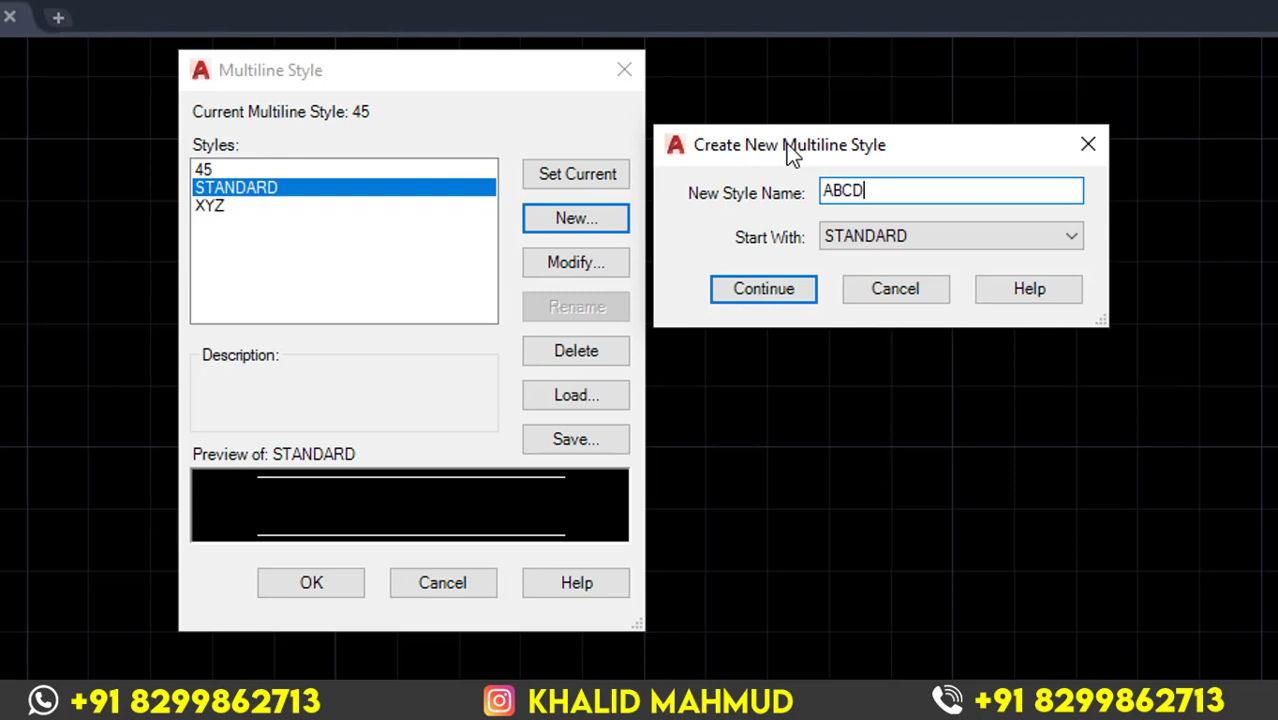 Multiline Style
Current Multiline Style: 45
Styles:
45
STANDARD
XYZ
Set Current
New...
Modify...
Rename
Delete
Load...
Save...
Description:
Preview of: STANDARD
OK
Cancel
Help
Create New Multiline Style
New Style Name:
ABCD
Start With:
STANDARD
Continue
Cancel
Help
+91 8299862713
KHALID MAHMUD
+91 8299862713